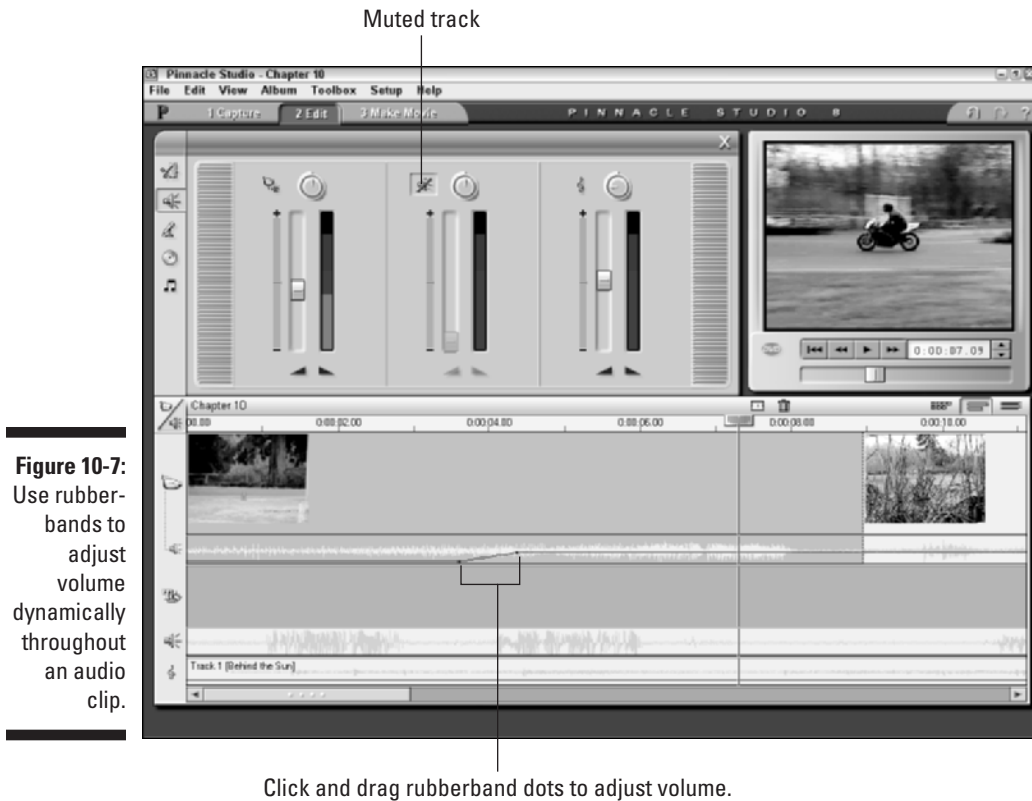 Muted track
Pinnacle Studio - Chapter 10
File Edit View Album Toolbox Setup Help
P 1 Capture 2 Edit 3 Make Movie PINNACLE STUDIO 8 ?
X
0:00:07.09
Chapter 10
00.00 0:00:02.00 0:00:04.00 0:00:06.00 0:00:08.00 0:00:10.00
Track 1 [Behind the Sun]
Figure 10-7:
Use rubber-
bands to
adjust
volume
dynamically
throughout
an audio
clip.
Click and drag rubberband dots to adjust volume.